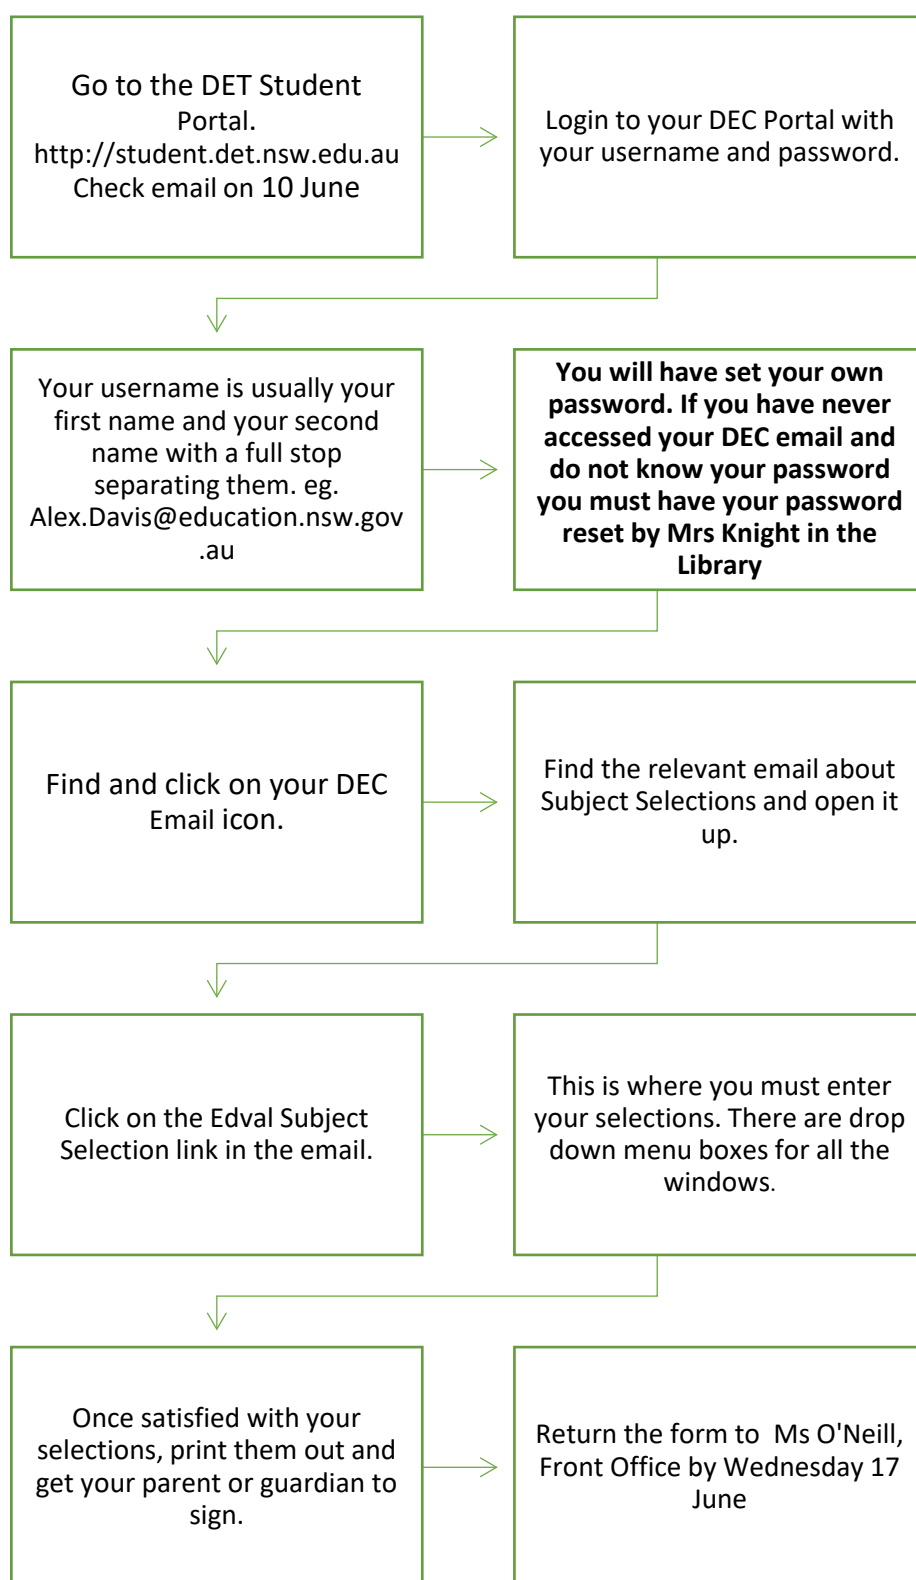 Go to the DET Student
Portal.
http://student.det.nsw.edu.au
Check email on 10 June
Login to your DEC Portal with
your username and password.
Your username is usually your
first name and your second
name with a full stop
separating them. eg.
Alex.Davis@education.nsw.gov
.au
You will have set your own
password. If you have never
accessed your DEC email and
do not know your password
you must have your password
reset by Mrs Knight in the
Library
Find and click on your DEC
Email icon.
Find the relevant email about
Subject Selections and open it
up.
Click on the Edval Subject
Selection link in the email.
This is where you must enter
your selections. There are drop
down menu boxes for all the
windows.
Once satisfied with your
selections, print them out and
get your parent or guardian to
sign.
Return the form to  Ms O'Neill,
Front Office by Wednesday 17
June